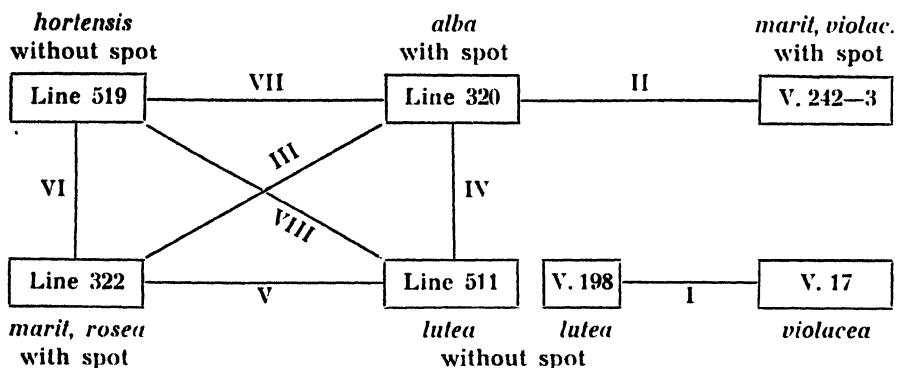 hortensis alba marit, violac.
without spot with spot with spot
VII II
Line 519 Line 320 V. 242—3
III
VI IV
VIII
Line 322 Line 511 V. 198 V. 17
V I
marit, rosea lutea lutea violacea
with spot without spot